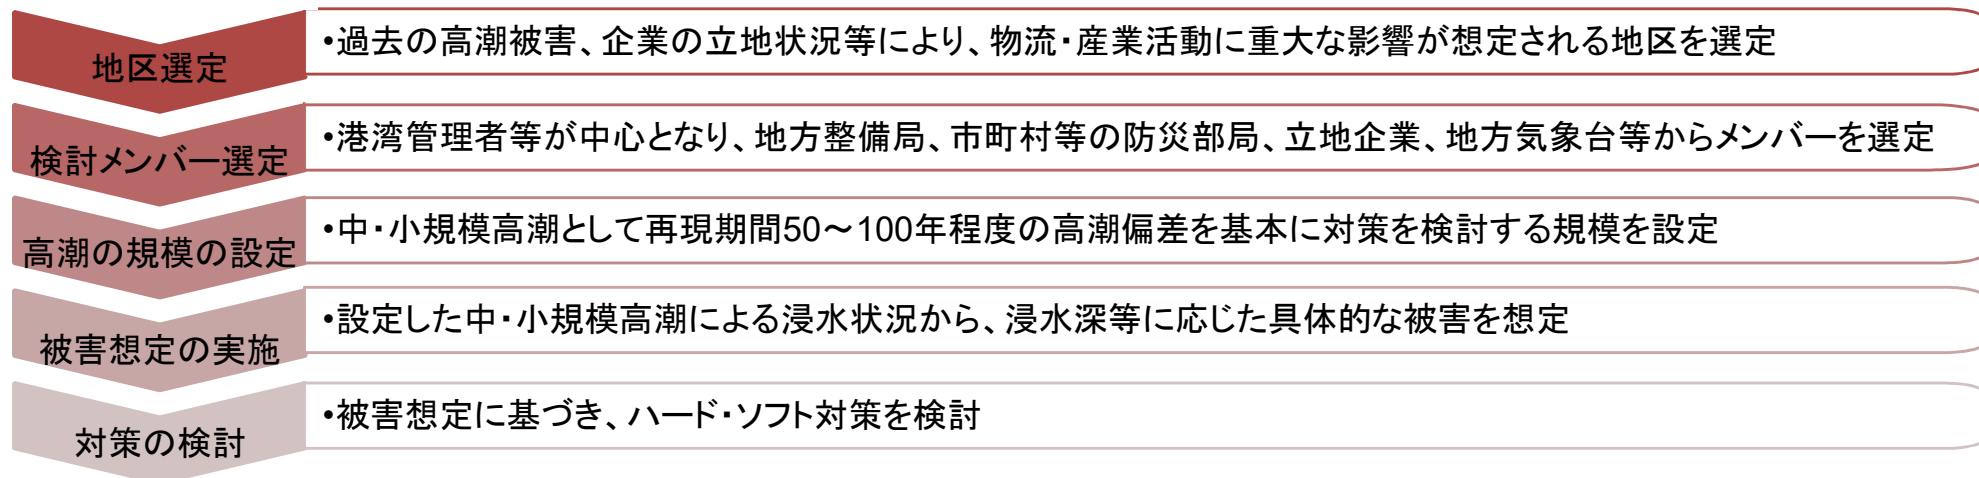 地区選定
•過去の高潮被害、企業の立地状況等により、物流・産業活動に重大な影響が想定される地区を選定
検討メンバー選定
•港湾管理者等が中心となり、地方整備局、市町村等の防災部局、立地企業、地方気象台等からメンバーを選定
高潮の規模の設定
•中・小規模高潮として再現期間50～100年程度の高潮偏差を基本に対策を検討する規模を設定
被害想定の実施
•設定した中・小規模高潮による浸水状況から、浸水深等に応じた具体的な被害を想定
対策の検討
•被害想定に基づき、ハード・ソフト対策を検討